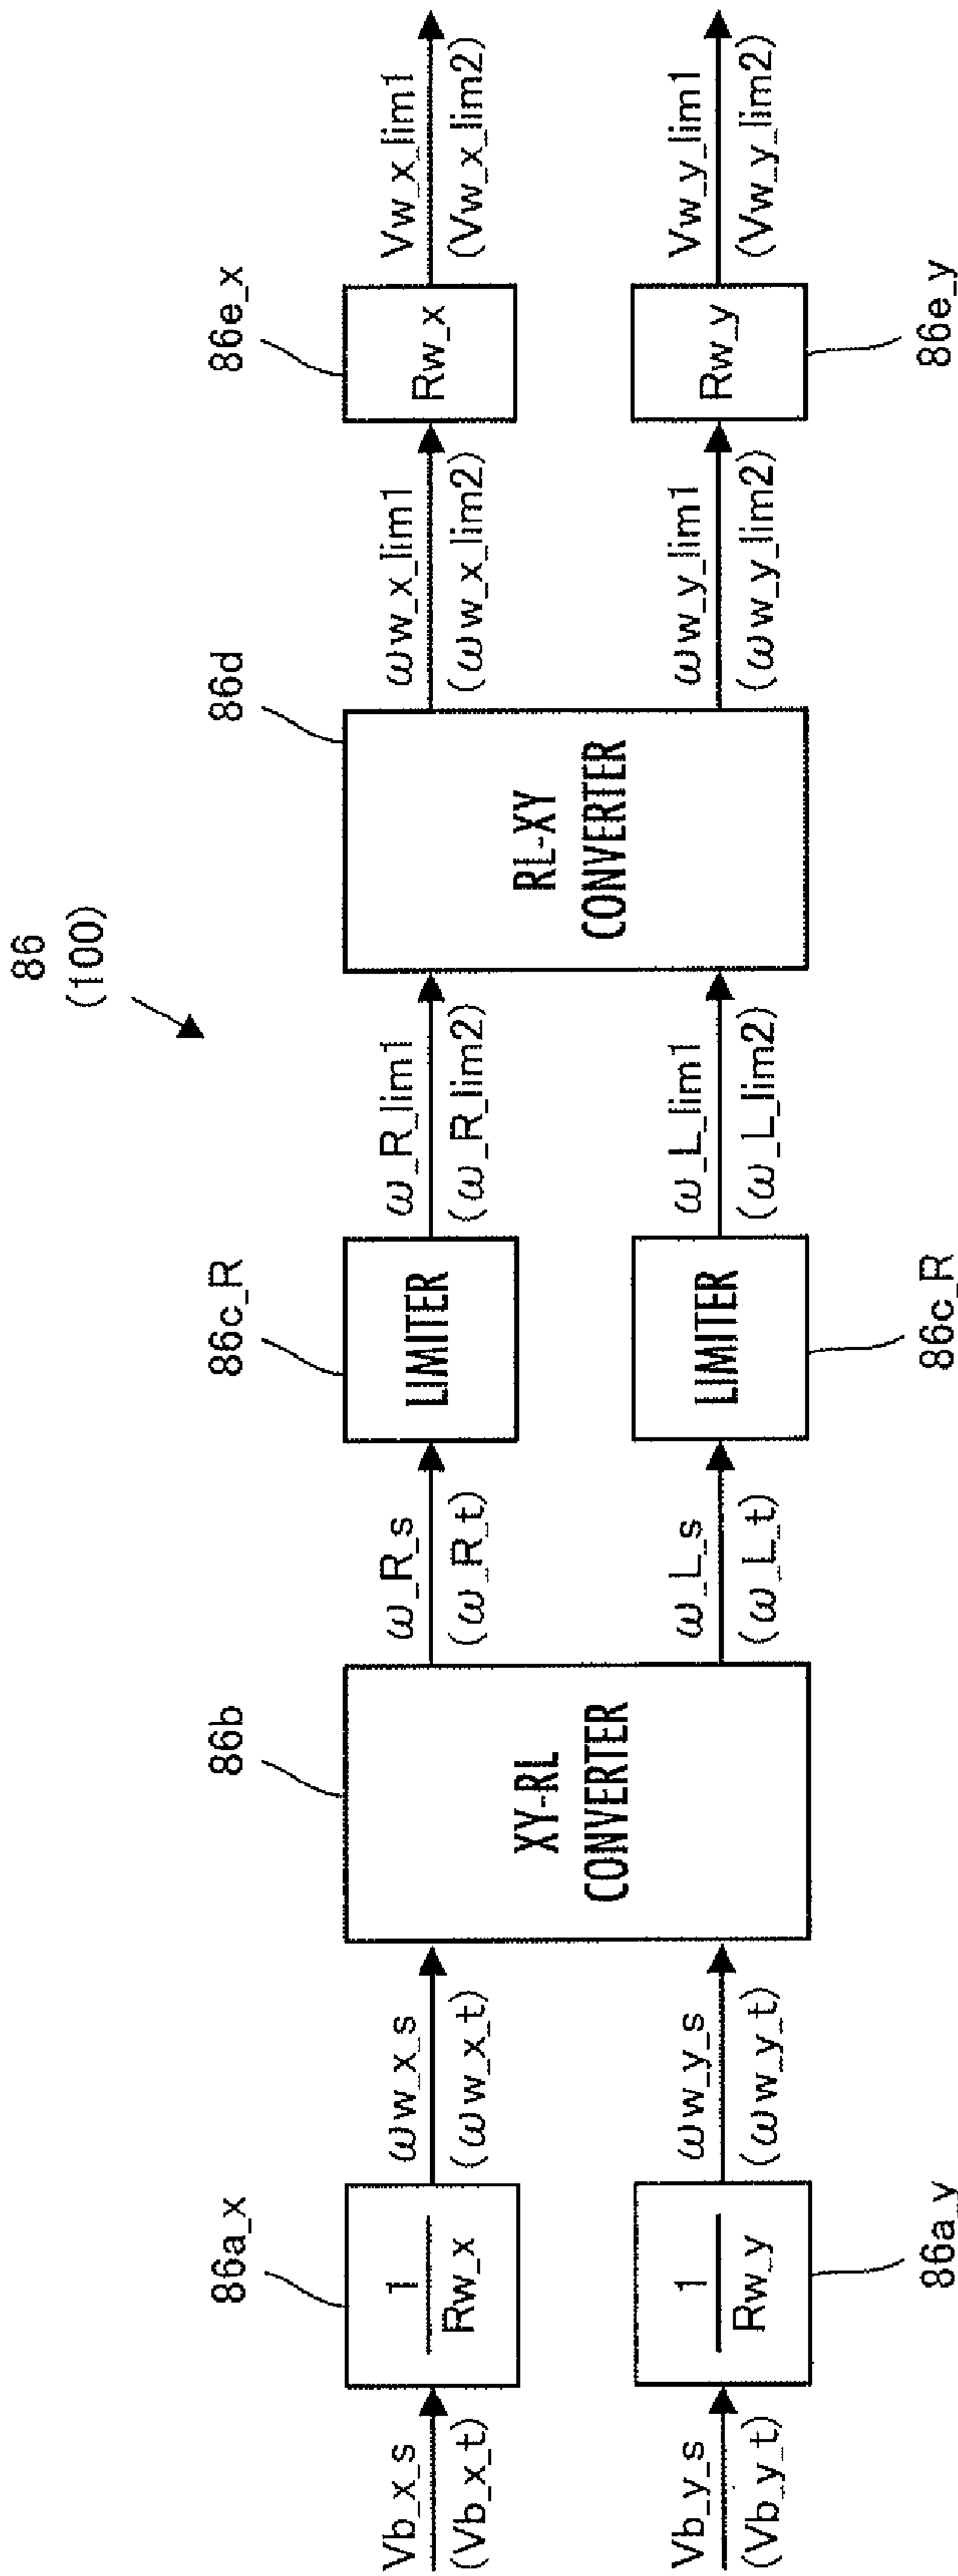 86
(100)
86a_x
86b
86c_R
86d
86e_x
Vb_x_s
(Vb_x_t)
1
Rw_x
ωw_x_s
(ωw_x_t)
ω_R_s
(ω_R_t)
LIMITER
ω_R_lim1
(ω_R_lim2)
ωw_x_lim1
(ωw_x_lim2)
Rw_x
Vw_x_lim1
(Vw_x_lim2)
XY-RL
CONVERTER
RL-XY
CONVERTER
Vb_y_s
(Vb_y_t)
1
Rw_y
ωw_y_s
(ωw_y_t)
ω_L_s
(ω_L_t)
LIMITER
ω_L_lim1
(ω_L_lim2)
ωw_y_lim1
(ωw_y_lim2)
Rw_y
Vw_y_lim1
(Vw_y_lim2)
86a_y
86c_R
86e_y